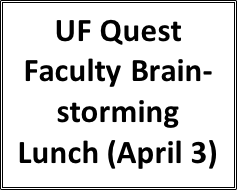 UF Quest
Faculty Brain-
storming
Lunch (April 3)